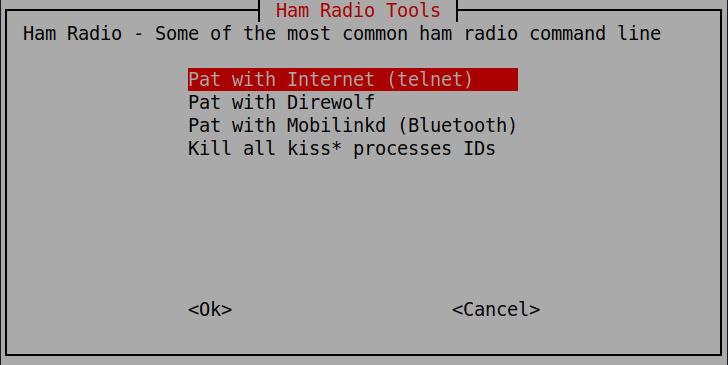 Ham Radio Tools
Ham Radio - Some of the most common ham radio command line
Pat with Internet (telnet)
Pat with Direwolf
Pat with Mobilinkd (Bluetooth)
Kill all kiss* processes IDs
<Ok> <Cancel>